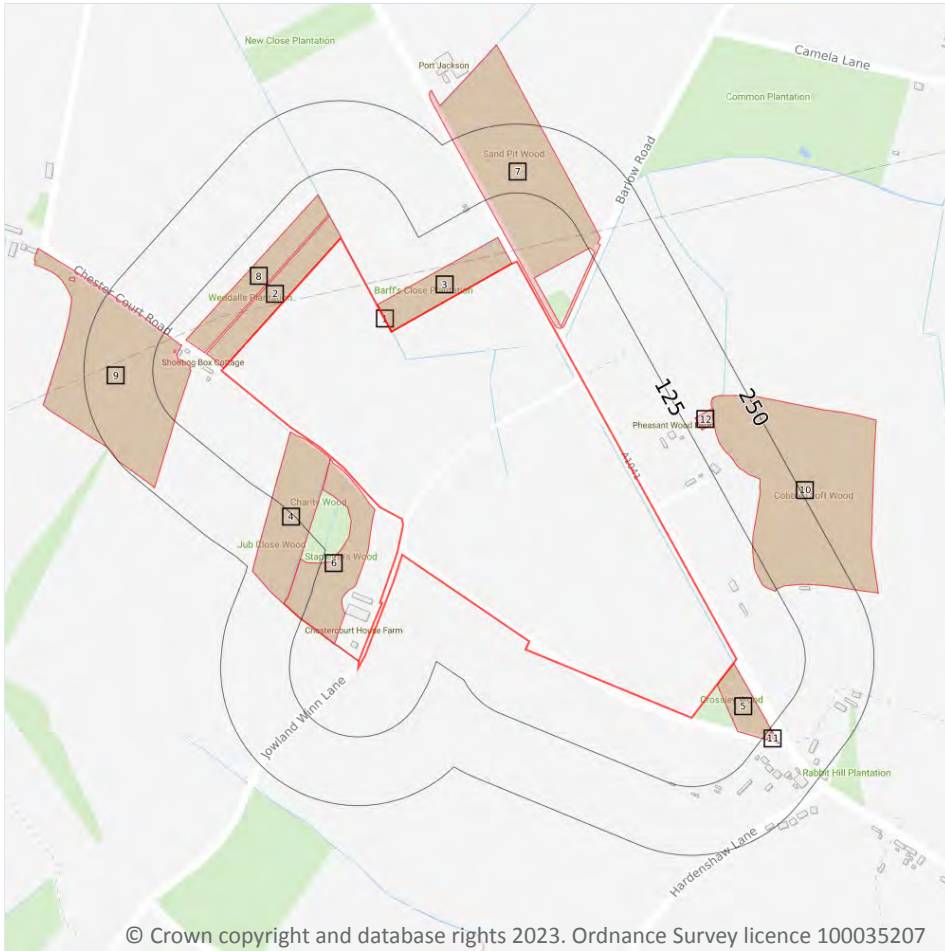 New Close Plantation
Port Jackson
Camela Lane
Common Plantation
Barlow Road
Sand Pit Wood
7
Chester Court Road
8
2
3
Barff's Close Plantation
1
Shooting Box Cottage
9
125
250
12
Pheasant Wood
A1041
10
Charity Wood
4
Jub Close Wood
6
Chestercourt House Farm
5
11
Jowland Winn Lane
Rabbit Hill Plantation
Hardenshaw Lane
© Crown copyright and database rights 2023. Ordnance Survey licence 100035207